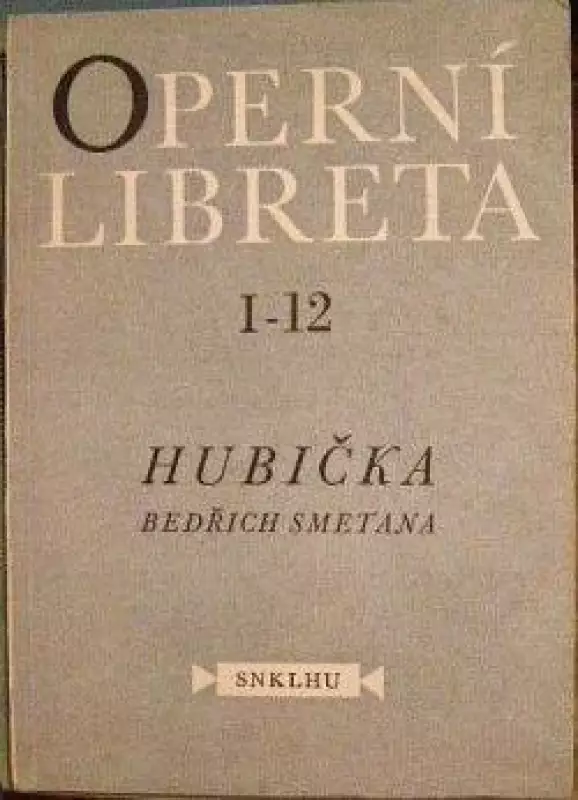 OPERNÍ
LIBRETA
I-12
HUBIČKA
BEDŘICH SMETANA
SNKLHU